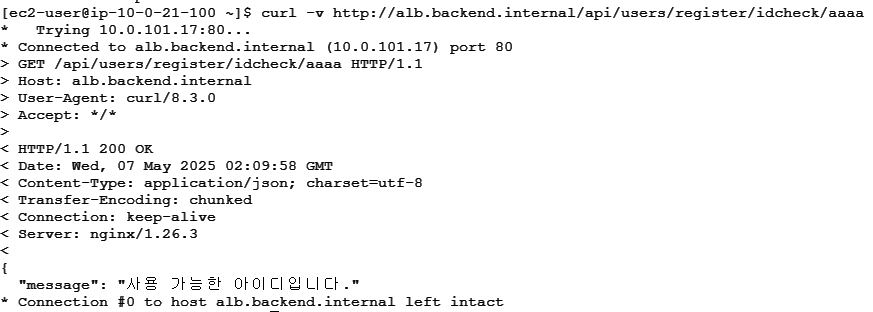 [ec2-user@ip-10-0-21-100 ~]$ curl -v http://alb.backend.internal/api/users/register/idcheck/aaaa
*   Trying 10.0.101.17:80...
* Connected to alb.backend.internal (10.0.101.17) port 80
> GET /api/users/register/idcheck/aaaa HTTP/1.1
> Host: alb.backend.internal
> User-Agent: curl/8.3.0
> Accept: */*
>
< HTTP/1.1 200 OK
< Date: Wed, 07 May 2025 02:09:58 GMT
< Content-Type: application/json; charset=utf-8
< Transfer-Encoding: chunked
< Connection: keep-alive
< Server: nginx/1.26.3
<
{
  "message": "사용 가능한 아이디입니다."
* Connection #0 to host alb.backend.internal left intact